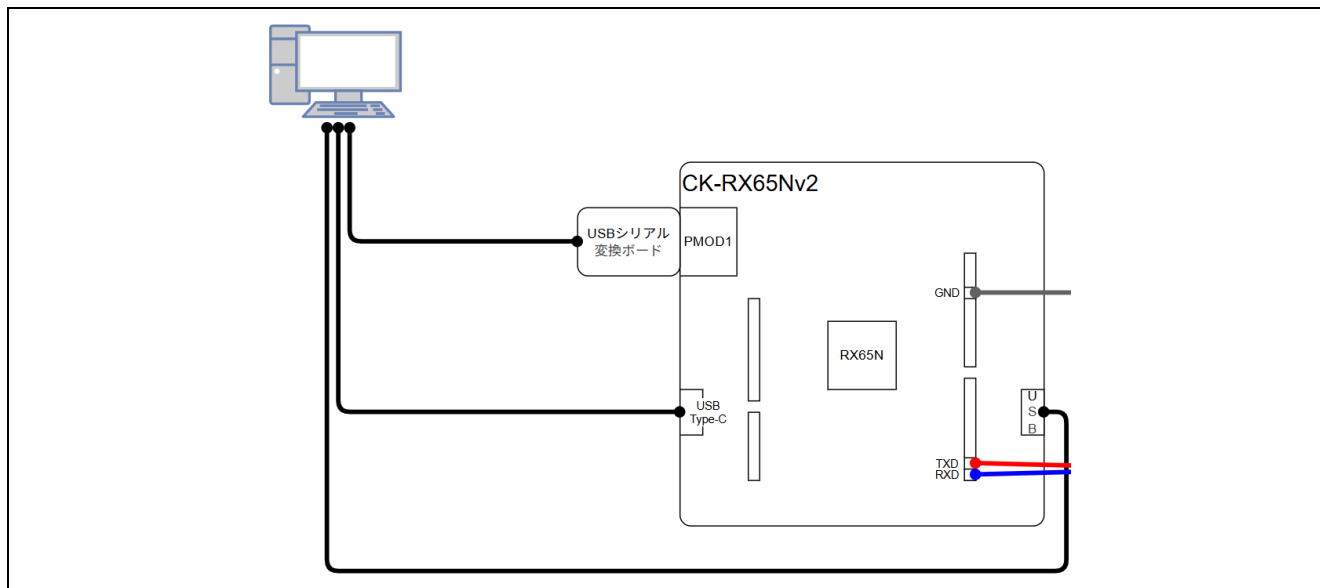 CK-RX65Nv2
USBシリアル
変換ボード
PMOD1
GND
RX65N
USB
Type-C
U
S
B
TXD
RXD